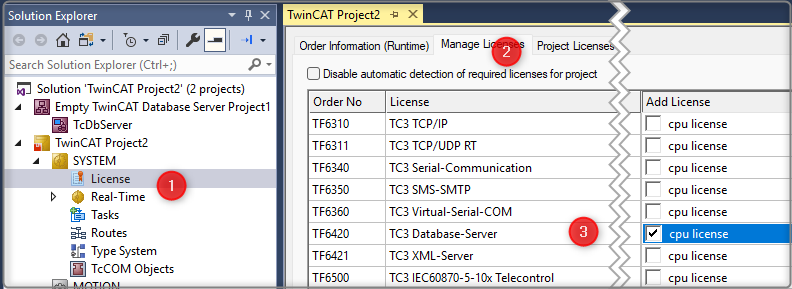 Solution Explorer
Search Solution Explorer (Ctrl+;)
Solution 'TwinCAT Project2' (2 projects)
Empty TwinCAT Database Server Project1
TcDbServer
TwinCAT Project2
SYSTEM
License
1
Real-Time
Tasks
Routes
Type System
TcCOM Objects
MOTION
TwinCAT Project2
Order Information (Runtime) Manage Licenses Project Licenses
2
Disable automatic detection of required licenses for project
Order No License Add License
TF6310 TC3 TCP/IP cpu license
TF6311 TC3 TCP/UDP RT cpu license
TF6340 TC3 Serial-Communication cpu license
TF6350 TC3 SMS-SMTP cpu license
TF6360 TC3 Virtual-Serial-COM cpu license
TF6420 TC3 Database-Server 3 cpu license
TF6421 TC3 XML-Server cpu license
TF6500 TC3 IEC60870-5-10x Telecontrol cpu license